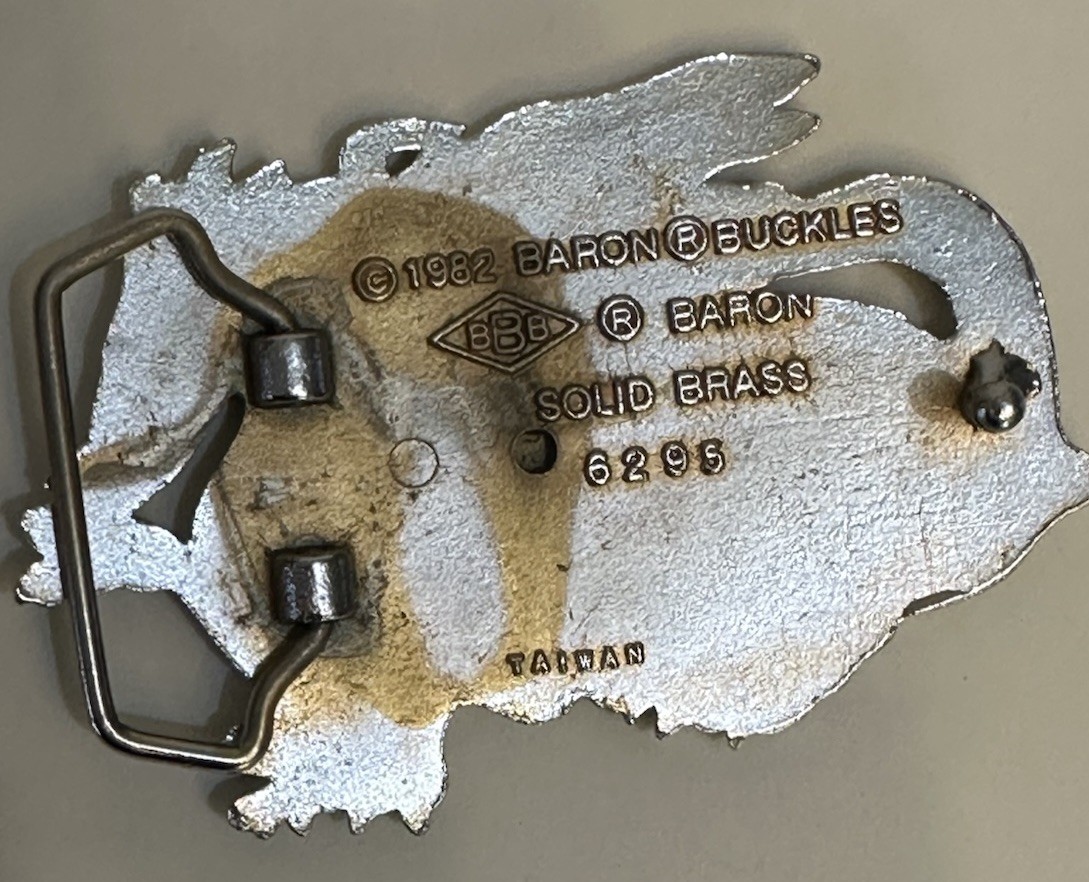 ©1982 BARON®BUCKLES
BBB ® BARON
SOLID BRASS
6295
TAIWAN